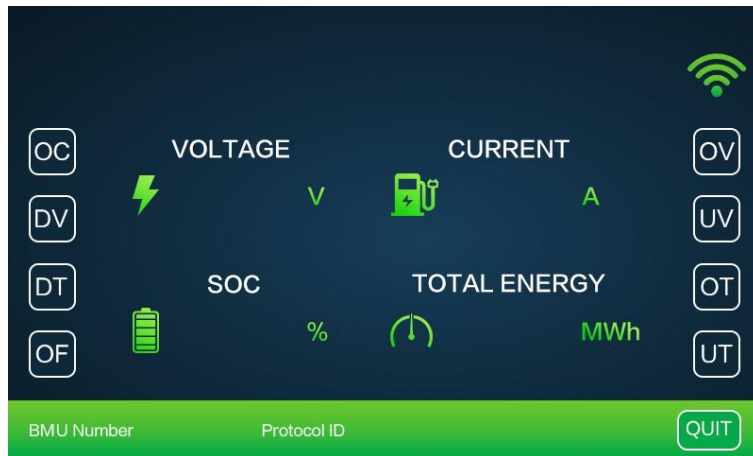 OC
VOLTAGE
CURRENT
OV
DV
V
A
UV
DT
SOC
TOTAL ENERGY
OT
OF
%
MWh
UT
BMU Number
Protocol ID
QUIT